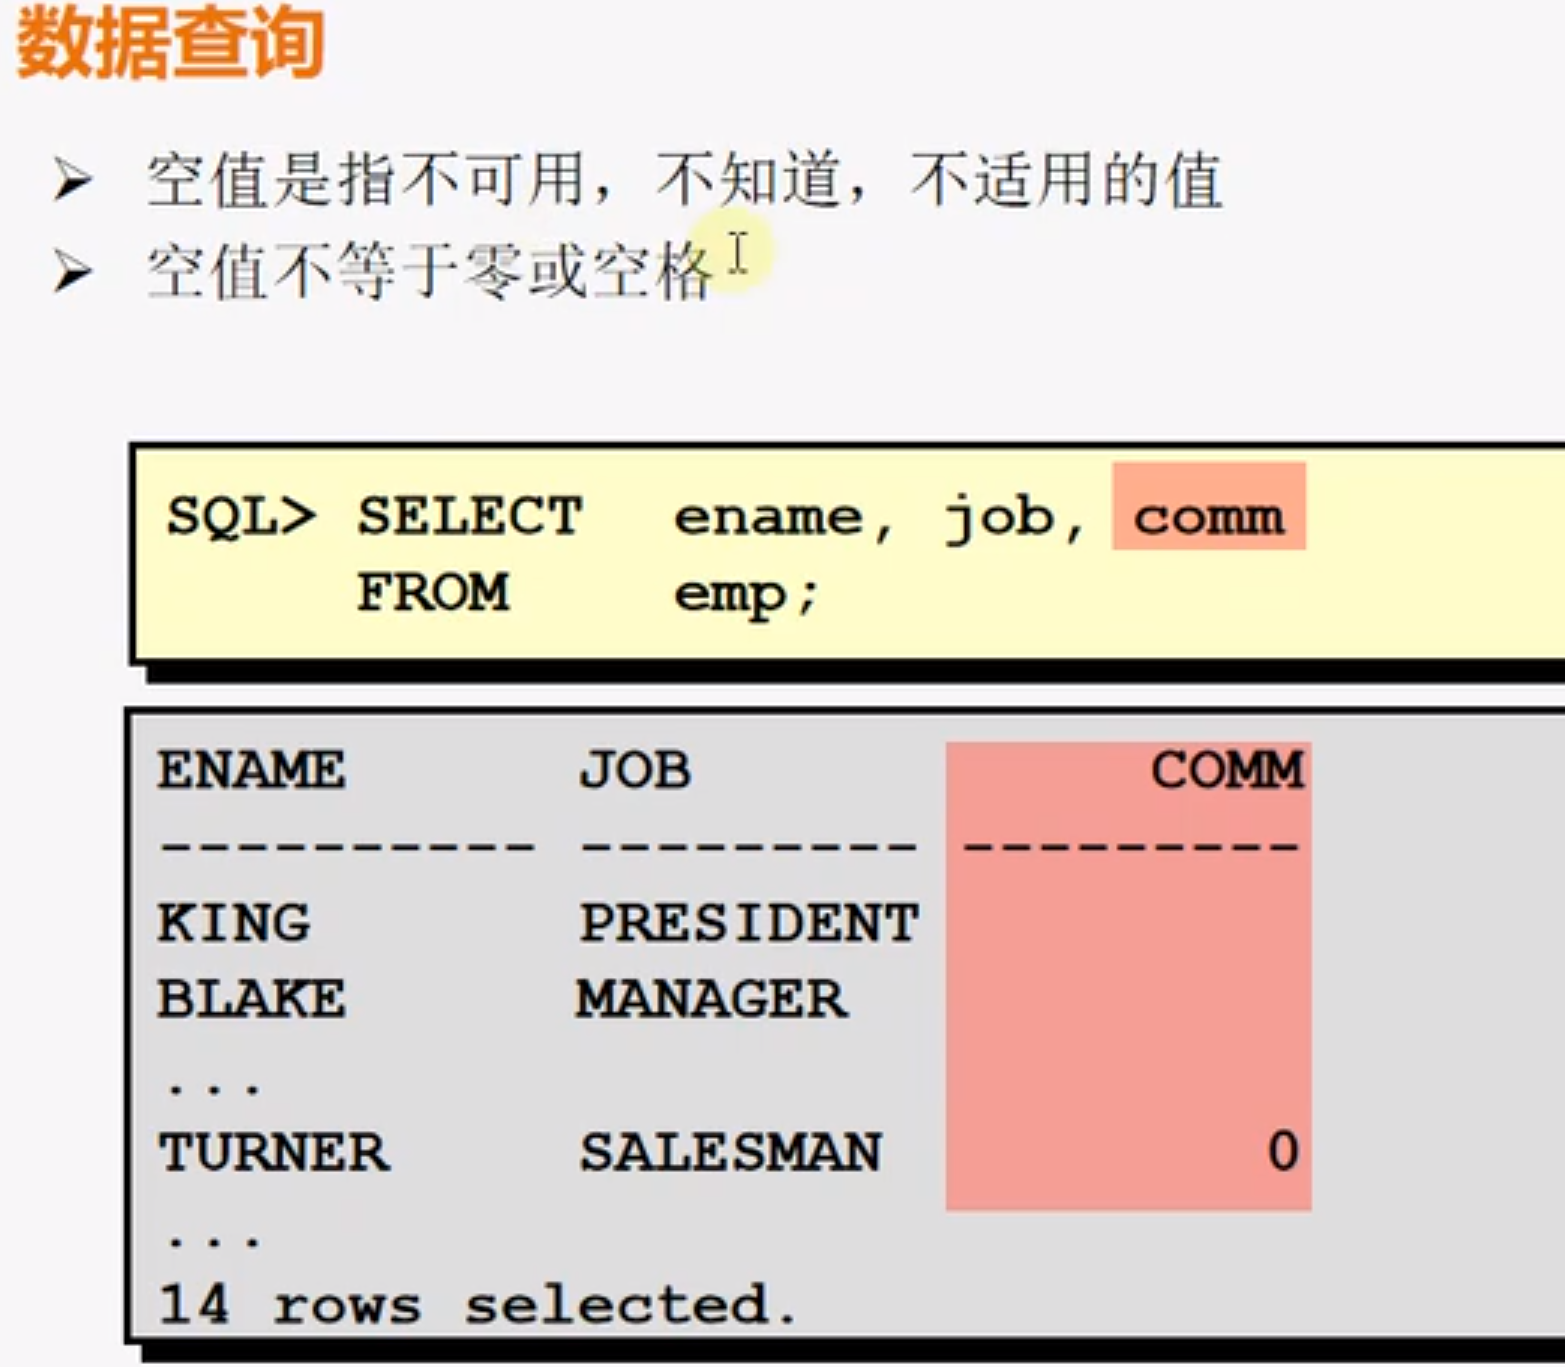 数据查询
空值是指不可用，不知道，不适用的值
空值不等于零或空格
SQL> SELECT ename, job, comm
FROM emp;
ENAME JOB COMM
---------- --------- ---------
KING PRESIDENT
BLAKE MANAGER
...
TURNER SALESMAN 0
...
14 rows selected.